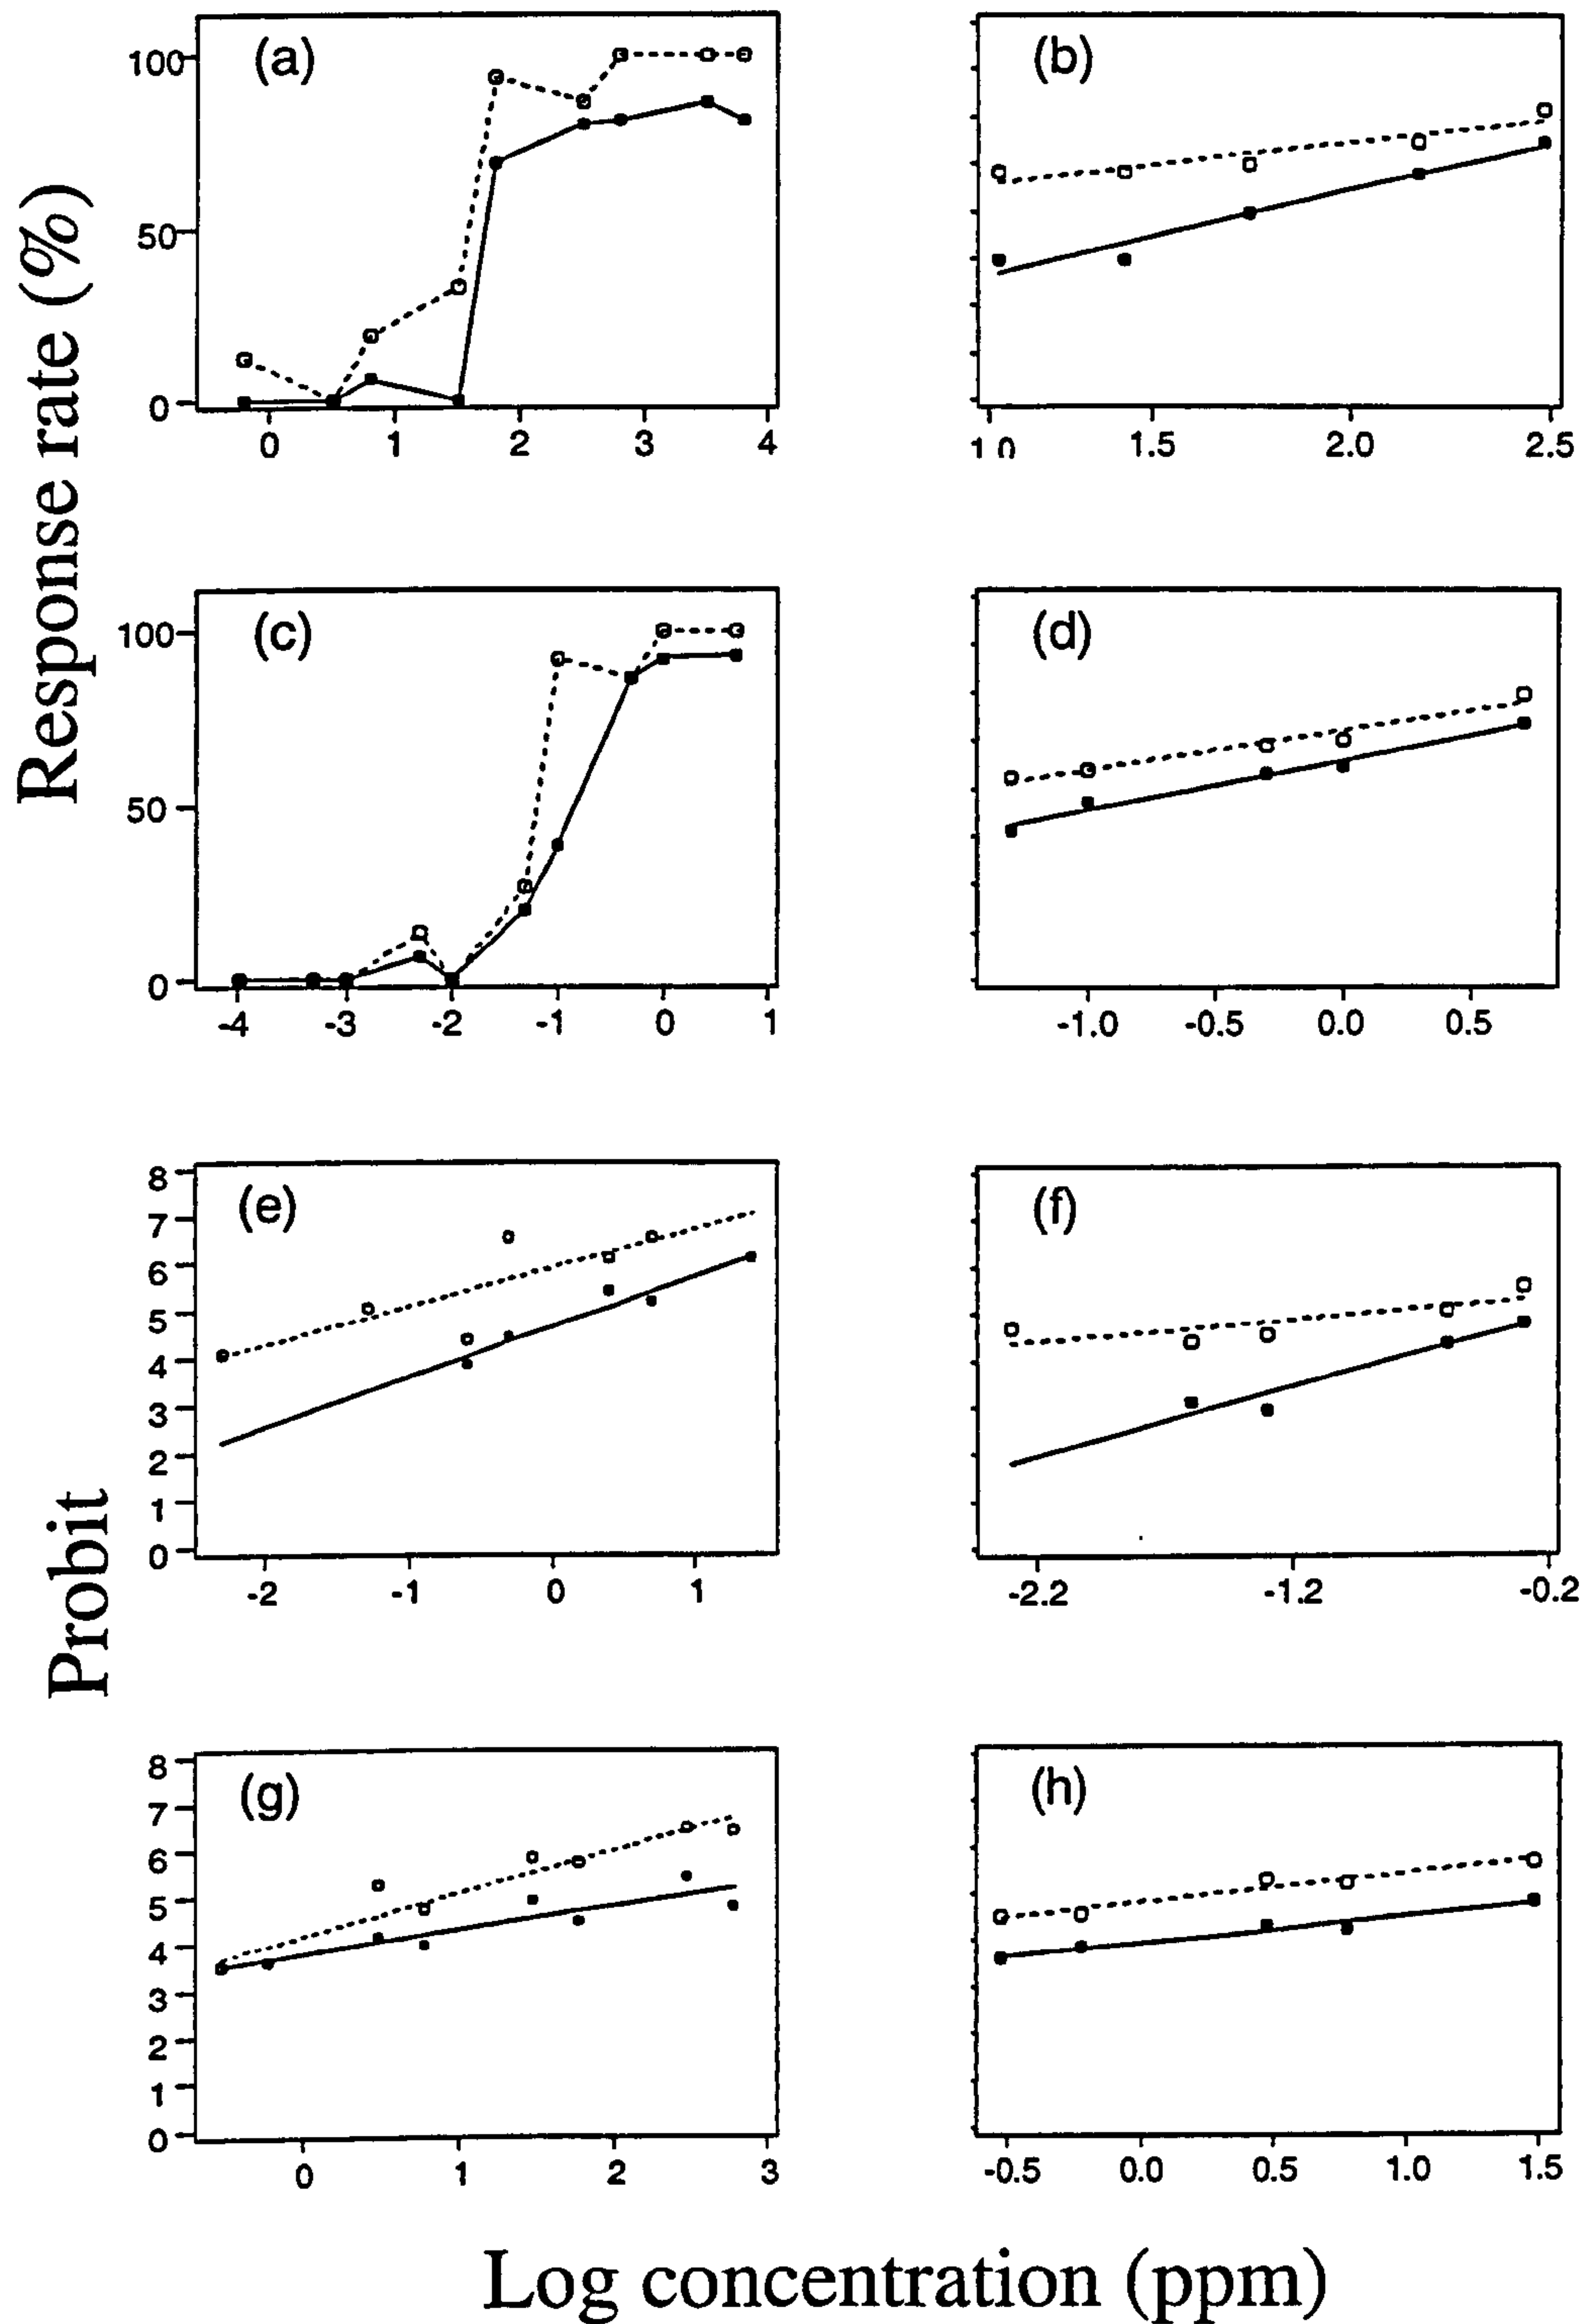 Response rate (%)
(a)
100
50
0
0 1 2 3 4
(b)
1.5 2.0 2.5
(c)
100
50
0
-4 -3 -2 -1 0 1
(d)
-1.0 -0.5 0.0 0.5
Probit
(e)
8
7
6
5
4
3
2
1
0
-2 -1 0 1
(f)
-2.2 -1.2 -0.2
(g)
8
7
6
5
4
3
2
1
0
0 1 2 3
(h)
-0.5 0.0 0.5 1.0 1.5
Log concentration (ppm)